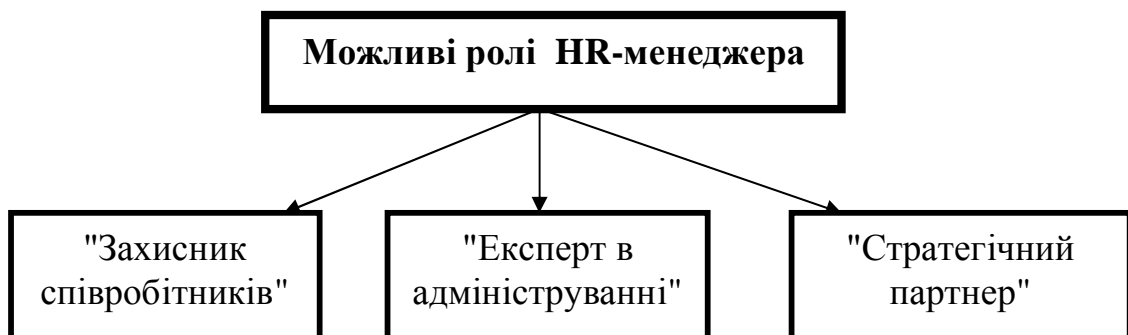 Можливі ролі HR-менеджера
"Захисник
співробітників"
"Експерт в
адмініструванні"
"Стратегічний
партнер"